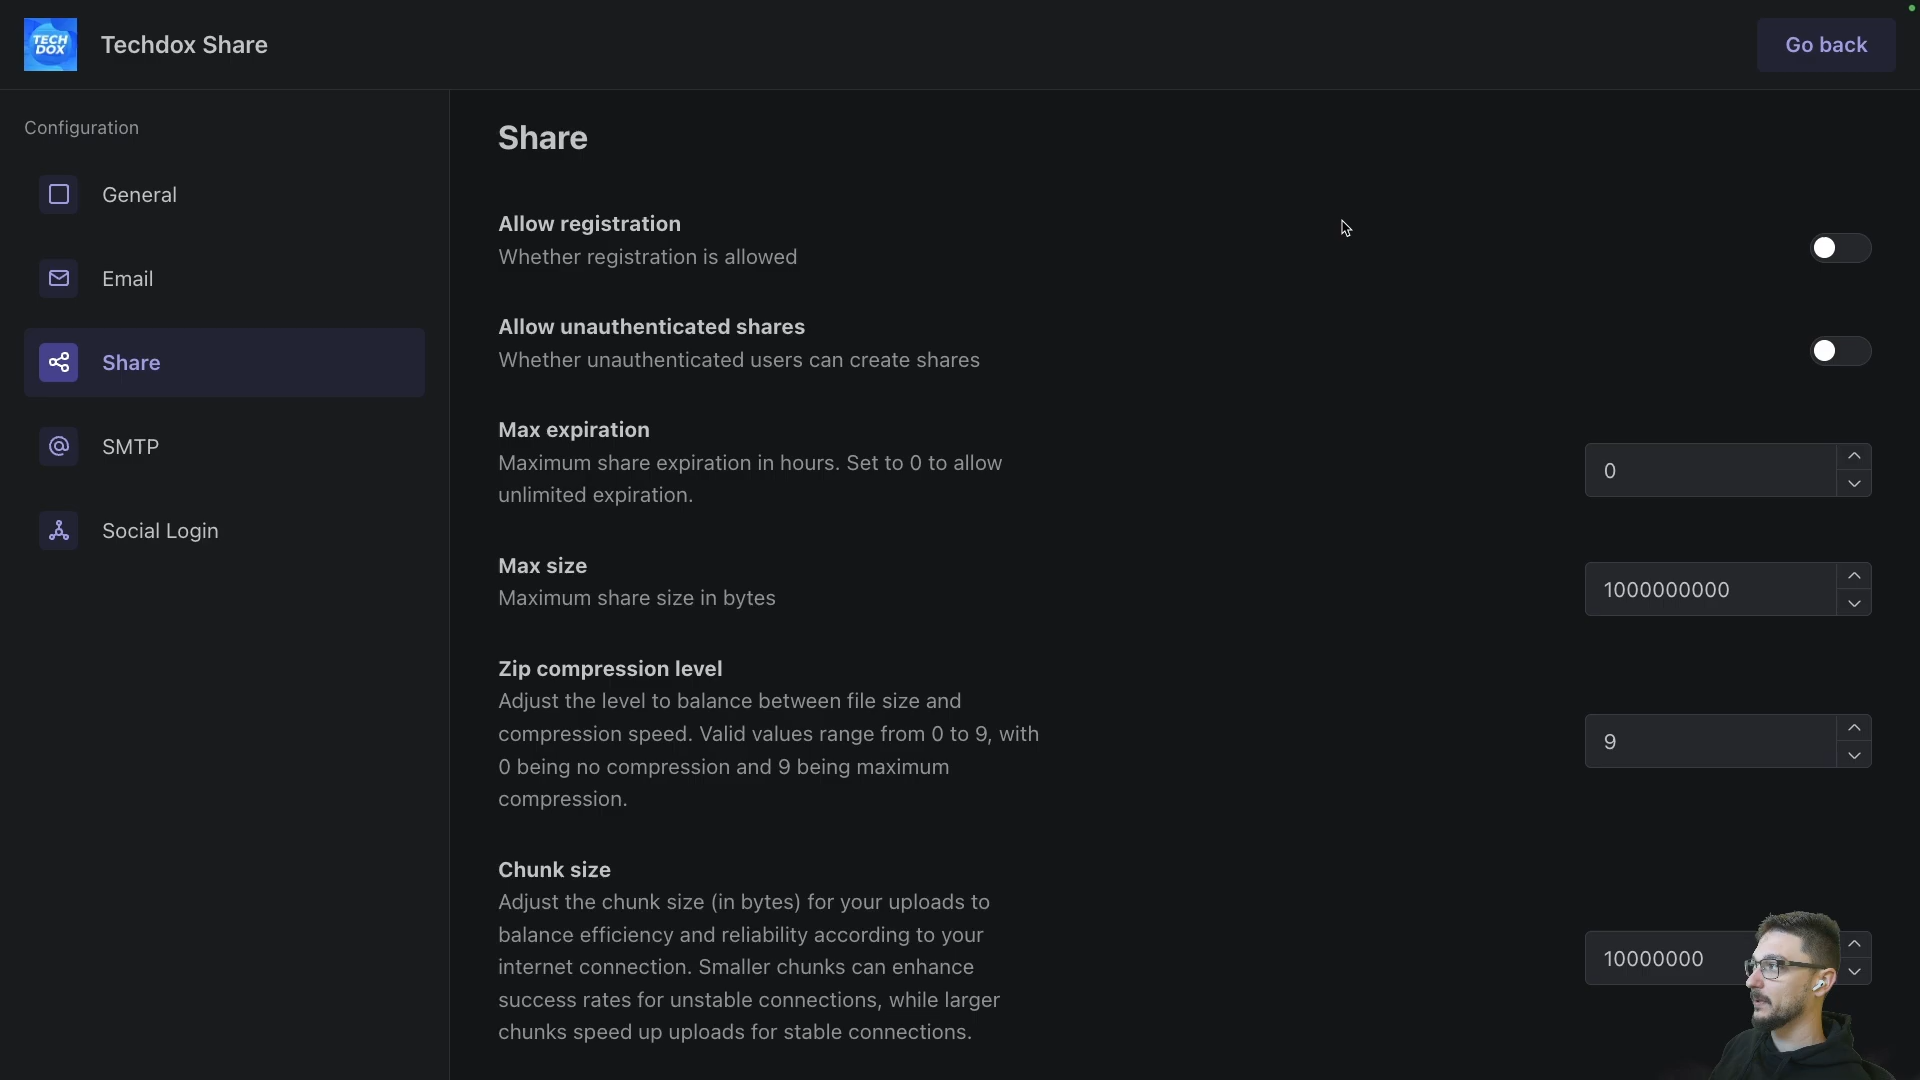 TECH
DOX
Techdox Share
Go back
Configuration
General
Email
Share
SMTP
Social Login
Share
Allow registration
Whether registration is allowed
Allow unauthenticated shares
Whether unauthenticated users can create shares
Max expiration
Maximum share expiration in hours. Set to 0 to allow
unlimited expiration.
0
Max size
Maximum share size in bytes
1000000000
Zip compression level
Adjust the level to balance between file size and
compression speed. Valid values range from 0 to 9, with
0 being no compression and 9 being maximum
compression.
9
Chunk size
Adjust the chunk size (in bytes) for your uploads to
balance efficiency and reliability according to your
internet connection. Smaller chunks can enhance
success rates for unstable connections, while larger
chunks speed up uploads for stable connections.
10000000